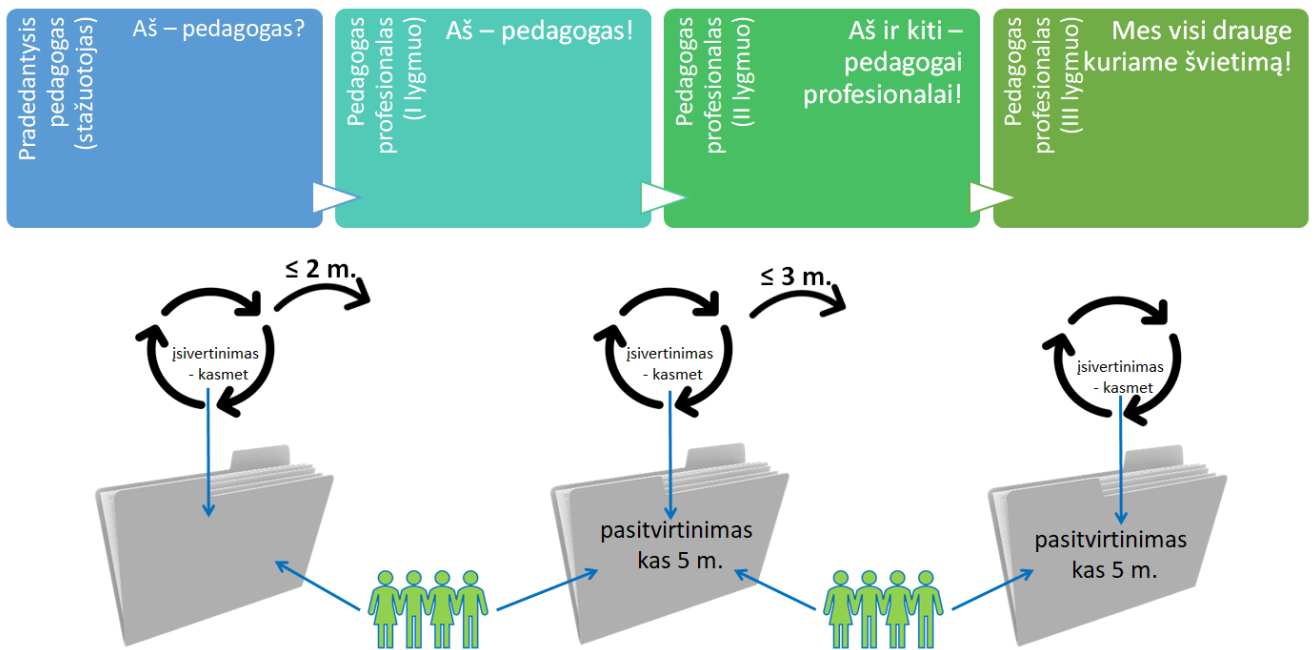 Pradedantysis
pedagogas
(stažuotojas)
Aš – pedagogas?
Pedagogas
profesionalas
(I lygmuo)
Aš – pedagogas!
Pedagogas
profesionalas
(II lygmuo)
Aš ir kiti –
pedagogai
profesionalai!
Pedagogas
profesionalas
(III lygmuo)
Mes visi drauge
kuriame švietimą!
≤ 2 m.
įsivertinimas
- kasmet
≤ 3 m.
įsivertinimas
- kasmet
įsivertinimas
- kasmet
pasitvirtinimas
kas 5 m.
pasitvirtinimas
kas 5 m.